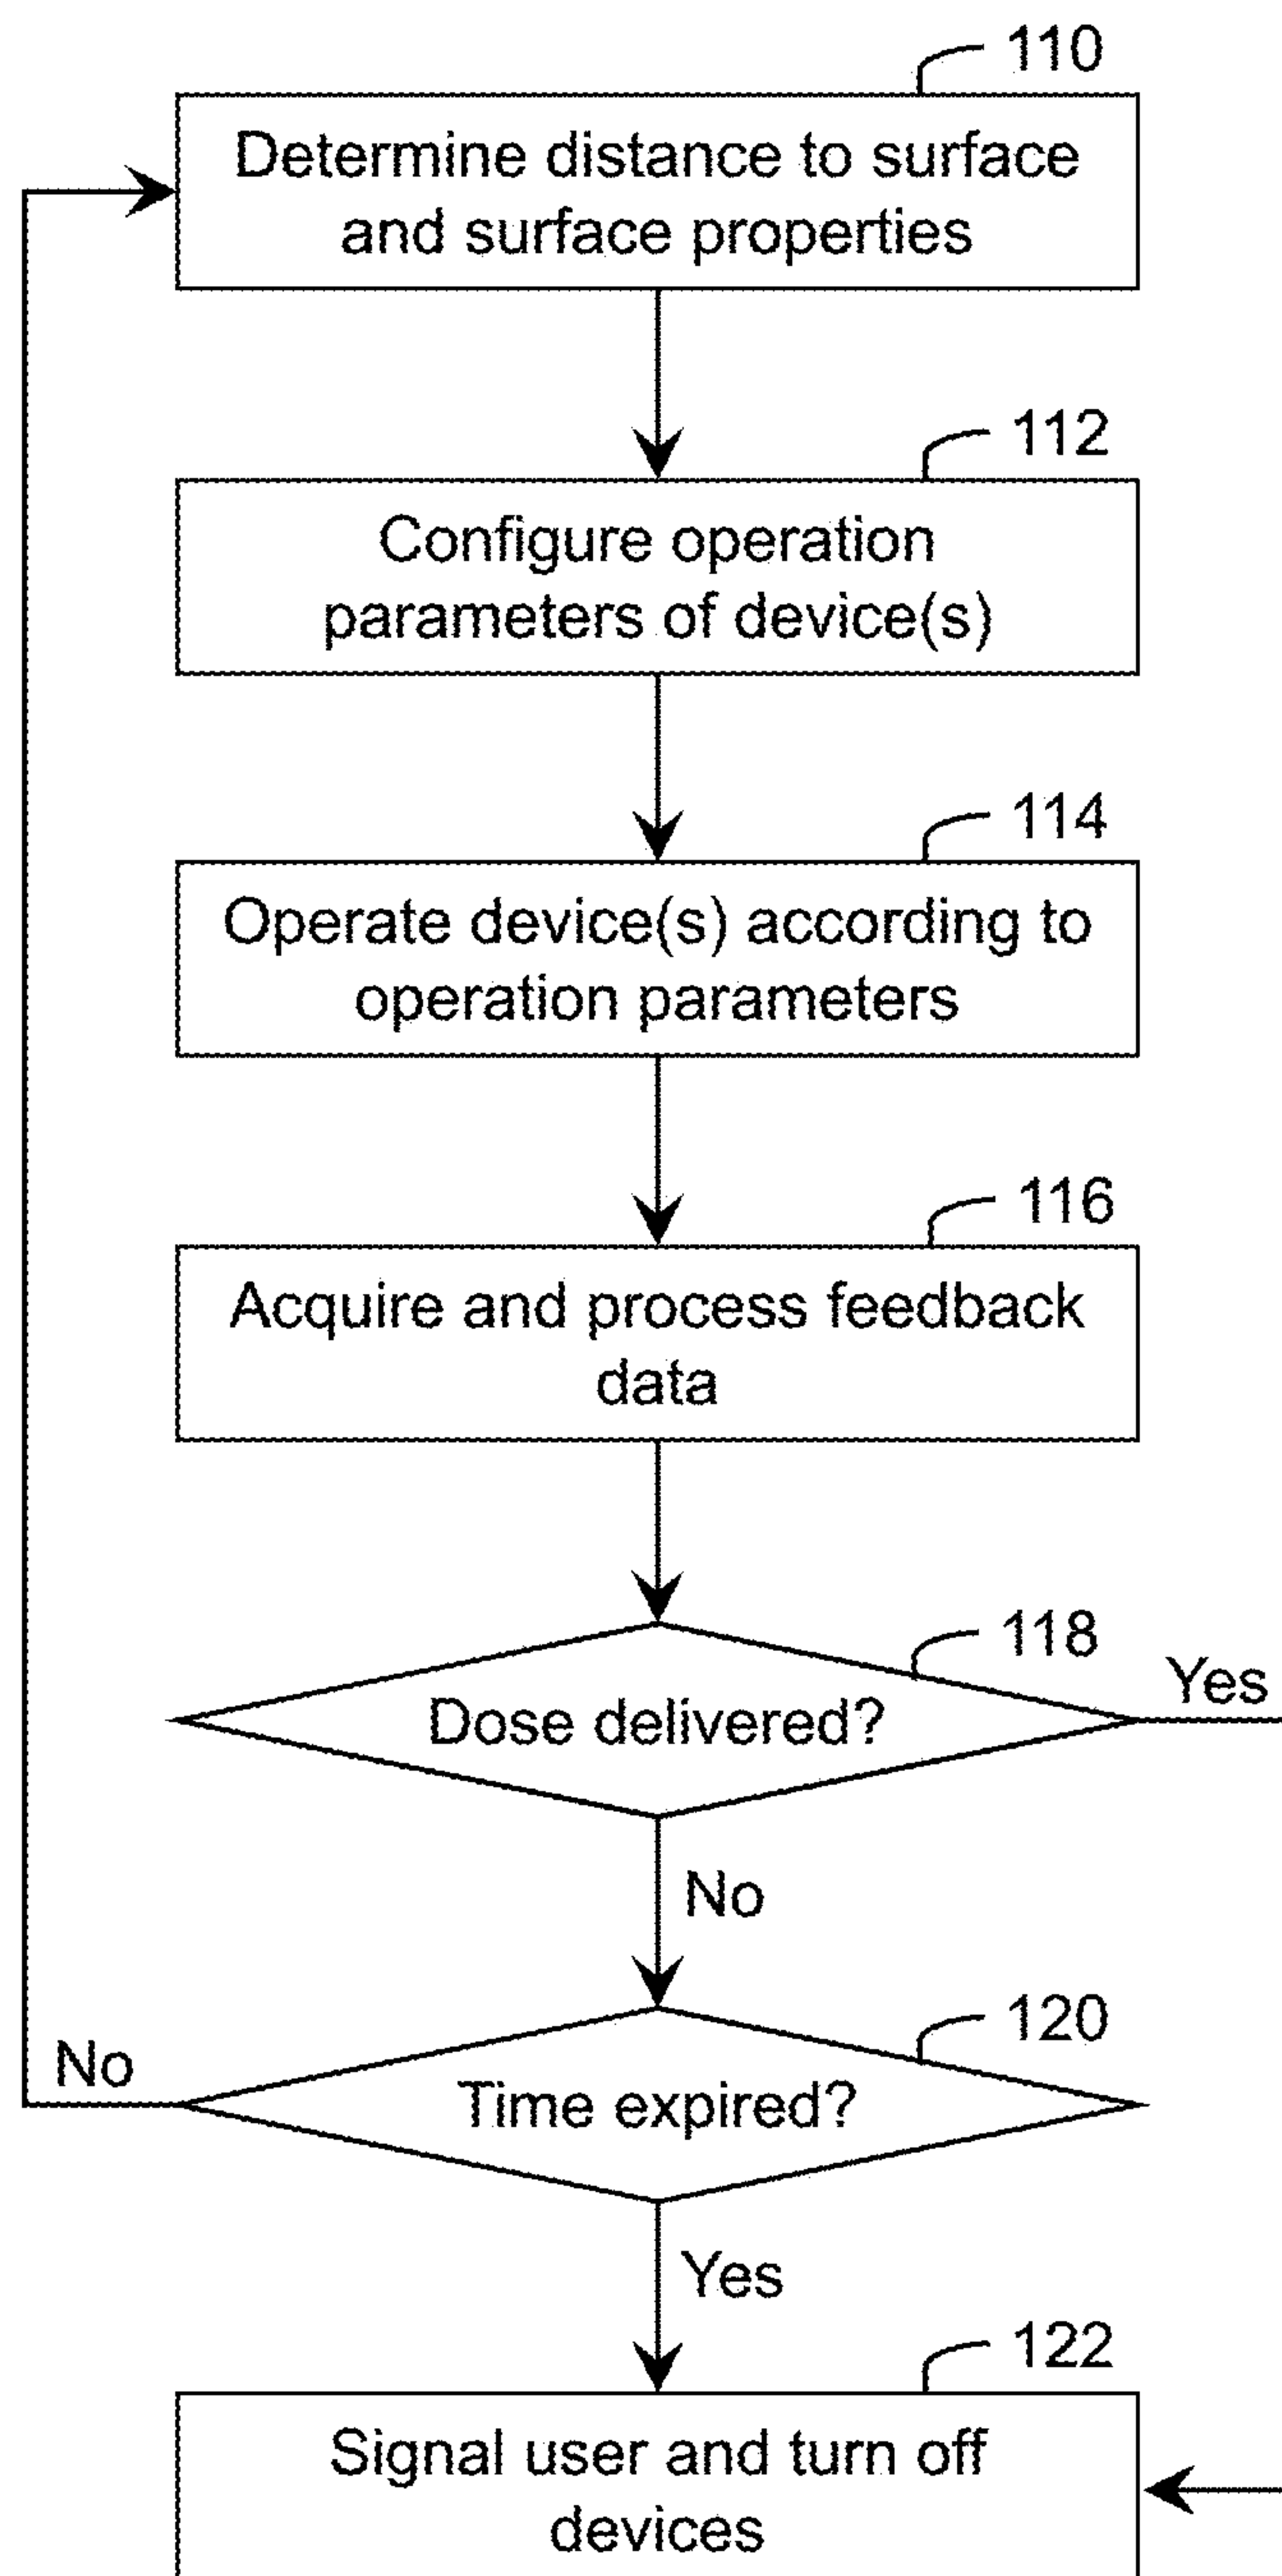 110
Determine distance to surface
and surface properties
112
Configure operation
parameters of device(s)
114
Operate device(s) according to
operation parameters
116
Acquire and process feedback
data
118
Yes
Dose delivered?
No
120
No
Time expired?
Yes
122
Signal user and turn off
devices